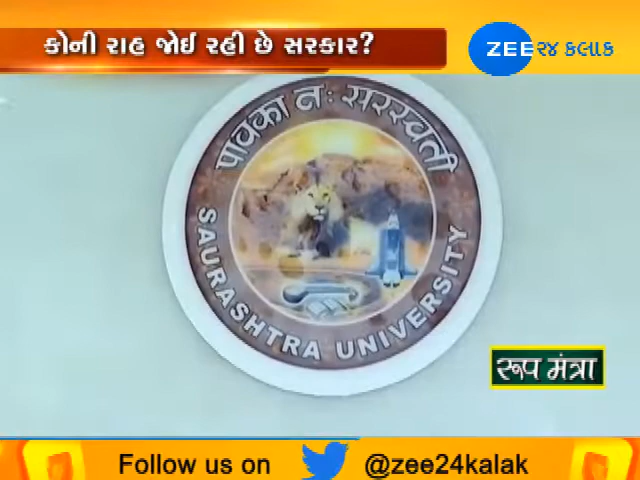 કોની રાહ જોઈ રહી છે સરકાર?
ZEE ૨૪ કલાક
पावका नः सरस्वती
SAURASHTRA UNIVERSITY
રૂપ મંત્રા
Follow us on @zee24kalak